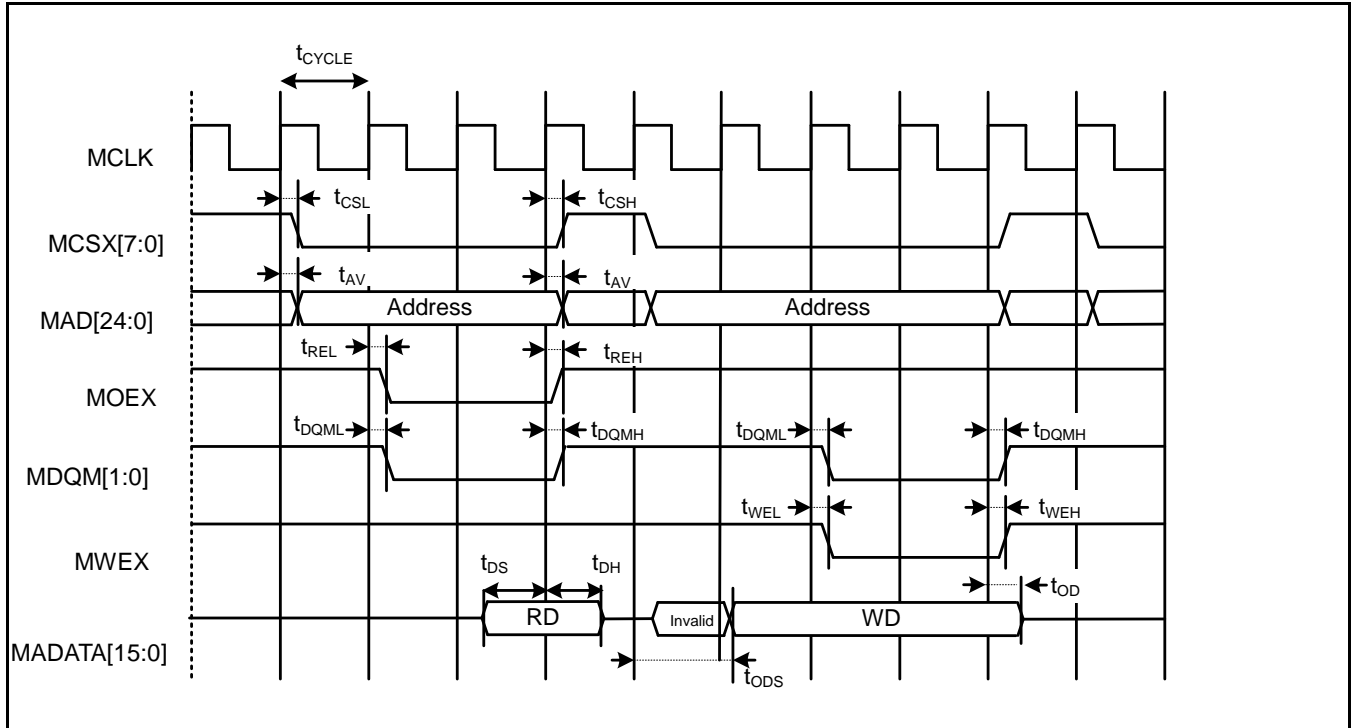 tCYCLE
MCLK
tCSL
tCSH
MCSX[7:0]
tAV
tAV
Address
Address
MAD[24:0]
tREL
tREH
MOEX
tDQML
tDQMH
tDQML
tDQMH
MDQM[1:0]
tWEL
tWEH
MWEX
tDS
tDH
tOD
RD
Invalid
WD
MADATA[15:0]
tODS